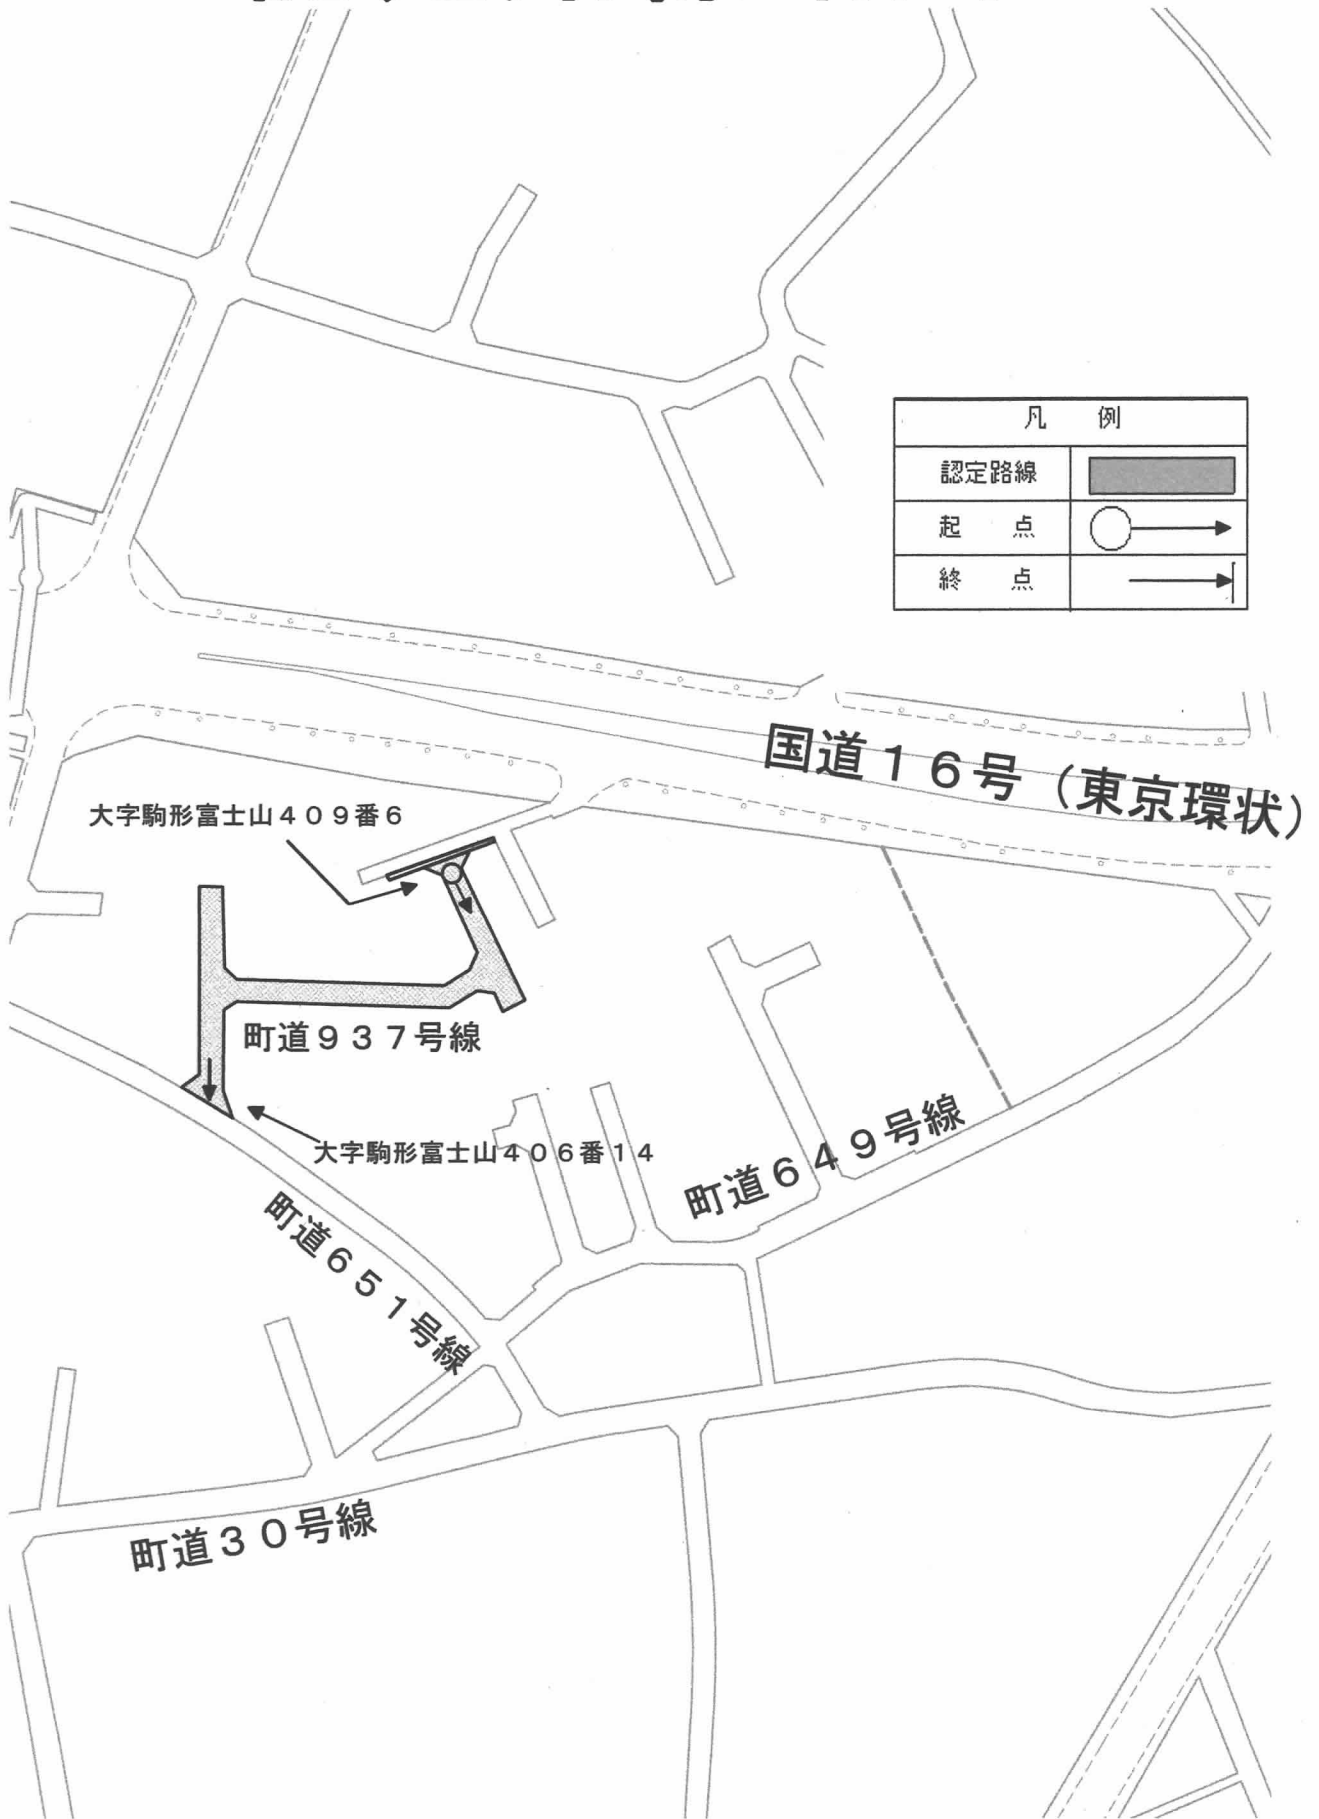 凡 例
認定路線
起 点
終 点
国道１６号（東京環状）
大字駒形富士山４０９番６
町道９３７号線
大字駒形富士山４０６番１４
町道６４９号線
町道６５１号線
町道３０号線